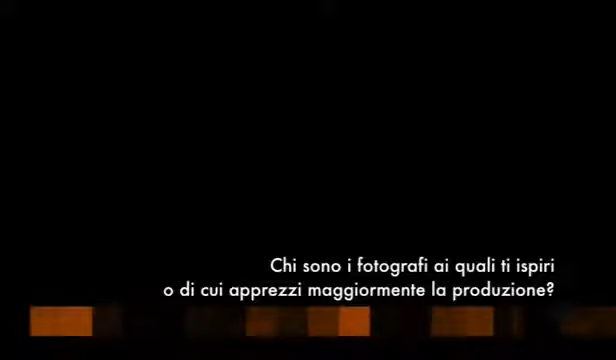 Chi sono i fotografi ai quali ti ispiri
o di cui apprezzi maggiormente la produzione?